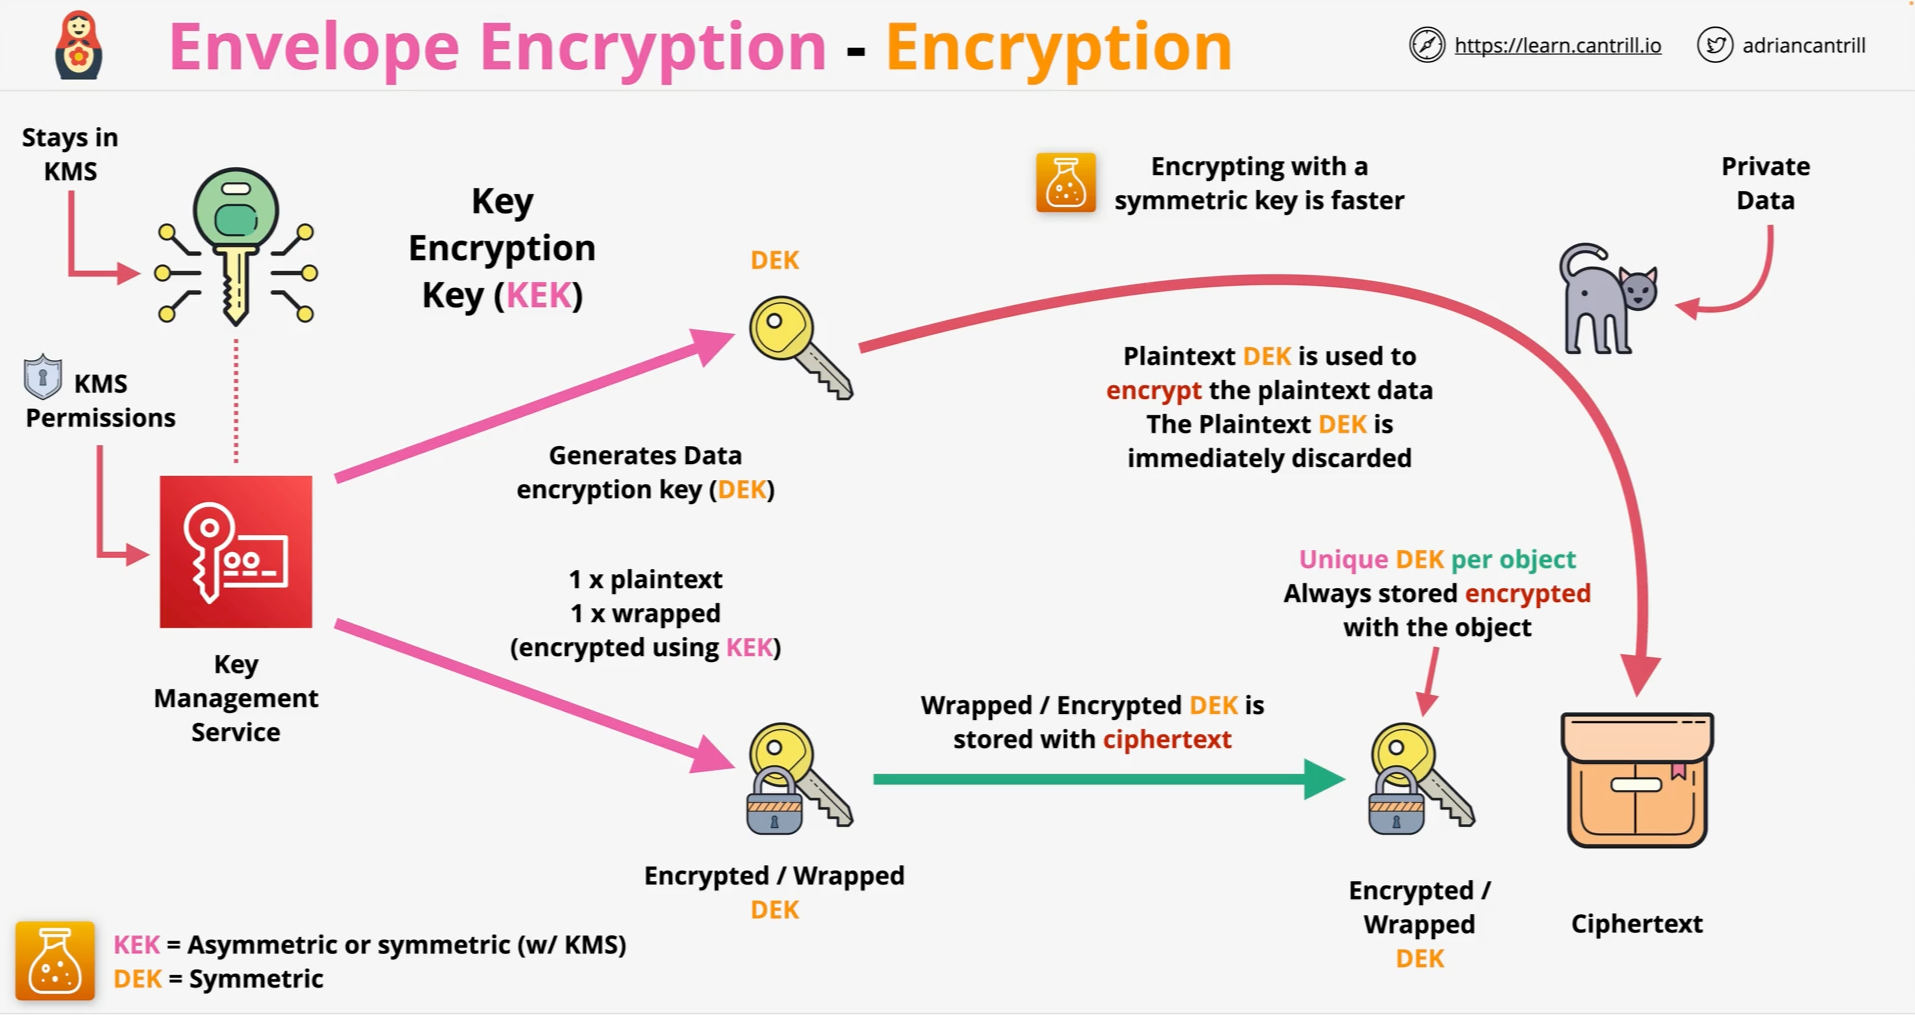 Envelope Encryption - Encryption
https://learn.cantrill.io
adriancantrill
Stays in
KMS
Key
Encryption
Key (KEK)
KMS
Permissions
Key
Management
Service
DEK
Generates Data
encryption key (DEK)
1 x plaintext
1 x wrapped
(encrypted using KEK)
Encrypting with a
symmetric key is faster
Private
Data
Plaintext DEK is used to
encrypt the plaintext data
The Plaintext DEK is
immediately discarded
Unique DEK per object
Always stored encrypted
with the object
Wrapped / Encrypted DEK is
stored with ciphertext
Encrypted / Wrapped
DEK
Encrypted /
Wrapped
DEK
Ciphertext
KEK = Asymmetric or symmetric (w/ KMS)
DEK = Symmetric